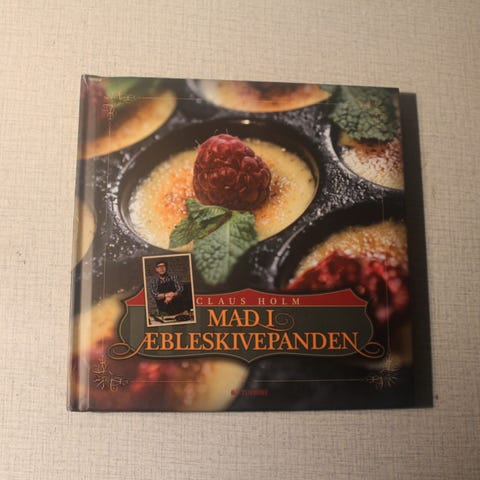 CLAUS HOLM
MAD I
ÆBLESKIVEPANDEN